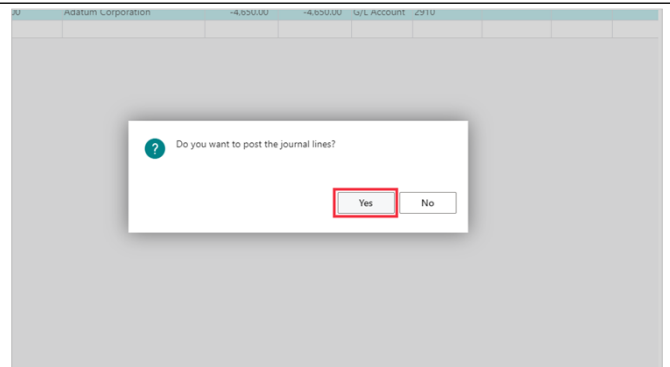 00 Adatum Corporation -4,650.00 -4,650.00 G/L Account 2910
? Do you want to post the journal lines?
Yes No